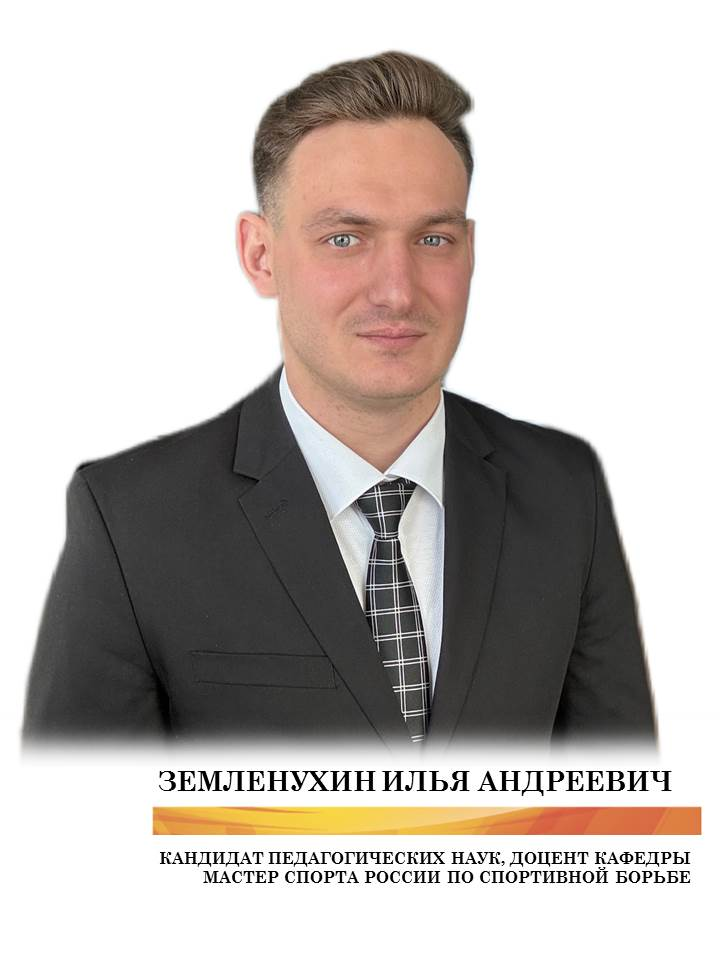 ЗЕМЛЕНУХИН ИЛЬЯ АНДРЕЕВИЧ
КАНДИДАТ ПЕДАГОГИЧЕСКИХ НАУК, ДОЦЕНТ КАФЕДРЫ
МАСТЕР СПОРТА РОССИИ ПО СПОРТИВНОЙ БОРЬБЕ